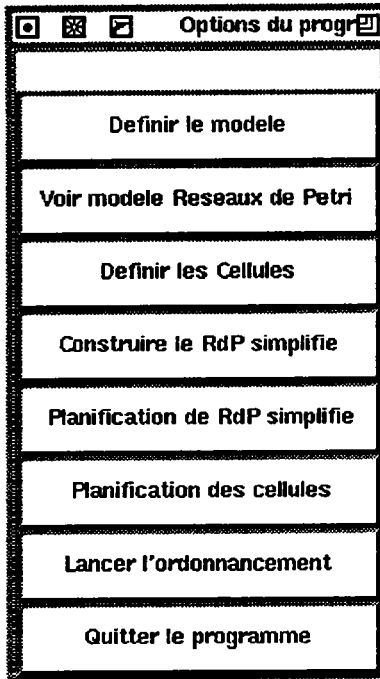 Options du progr
Definir le modele
Voir modele Reseaux de Petri
Definir les Cellules
Construire le RdP simplifie
Planification de RdP simplifie
Planification des cellules
Lancer l'ordonnancement
Quitter le programme